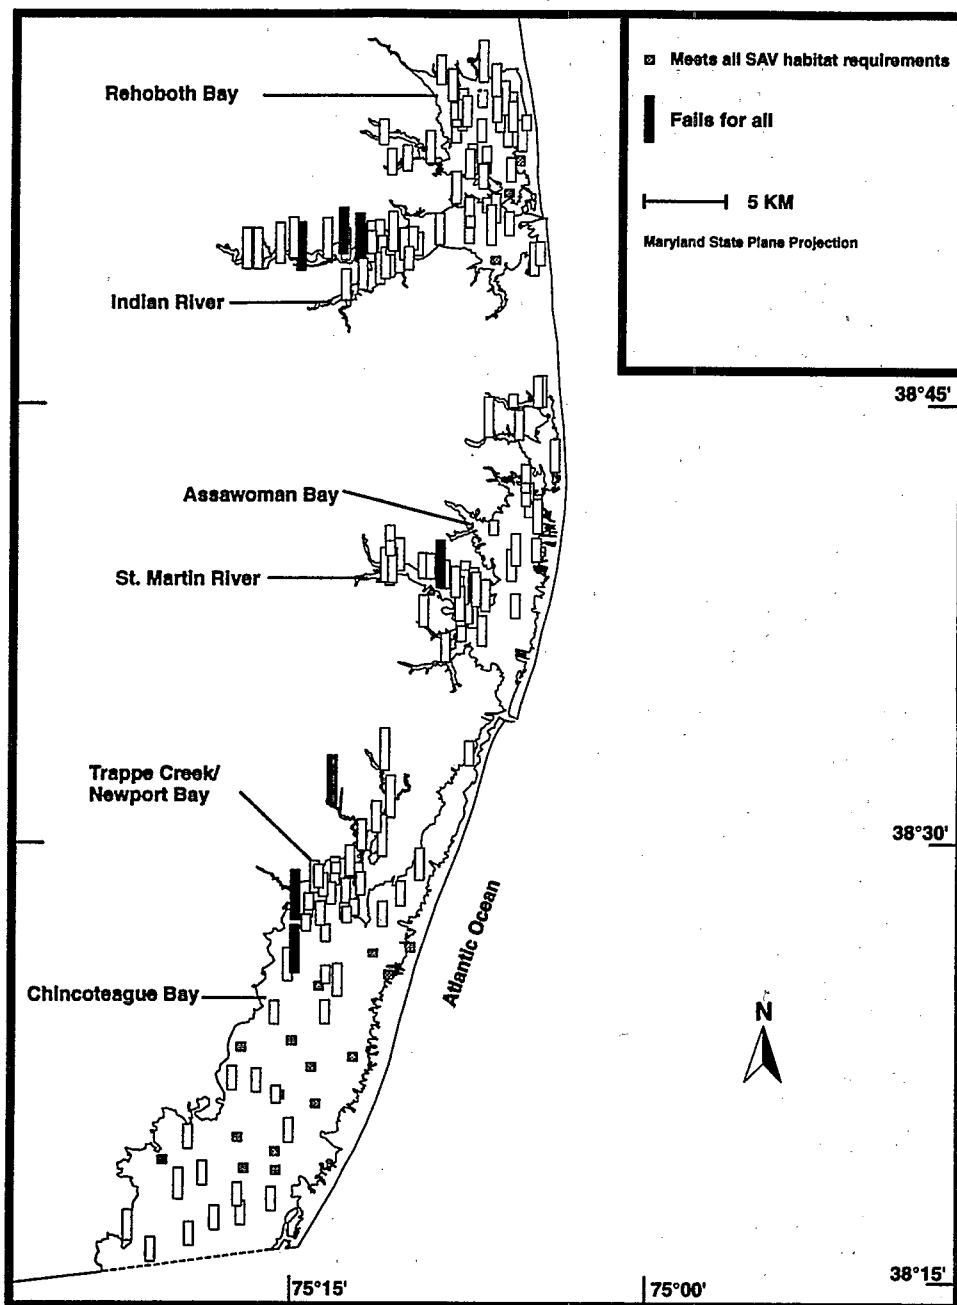 Meets all SAV habitat requirements
Fails for all
5 KM
Maryland State Plane Projection
Rehoboth Bay
Indian River
38°45'
Assawoman Bay
St. Martin River
Trappe Creek/
Newport Bay
38°30'
Atlantic Ocean
Chincoteague Bay
N
38°15'
75°15'
75°00'